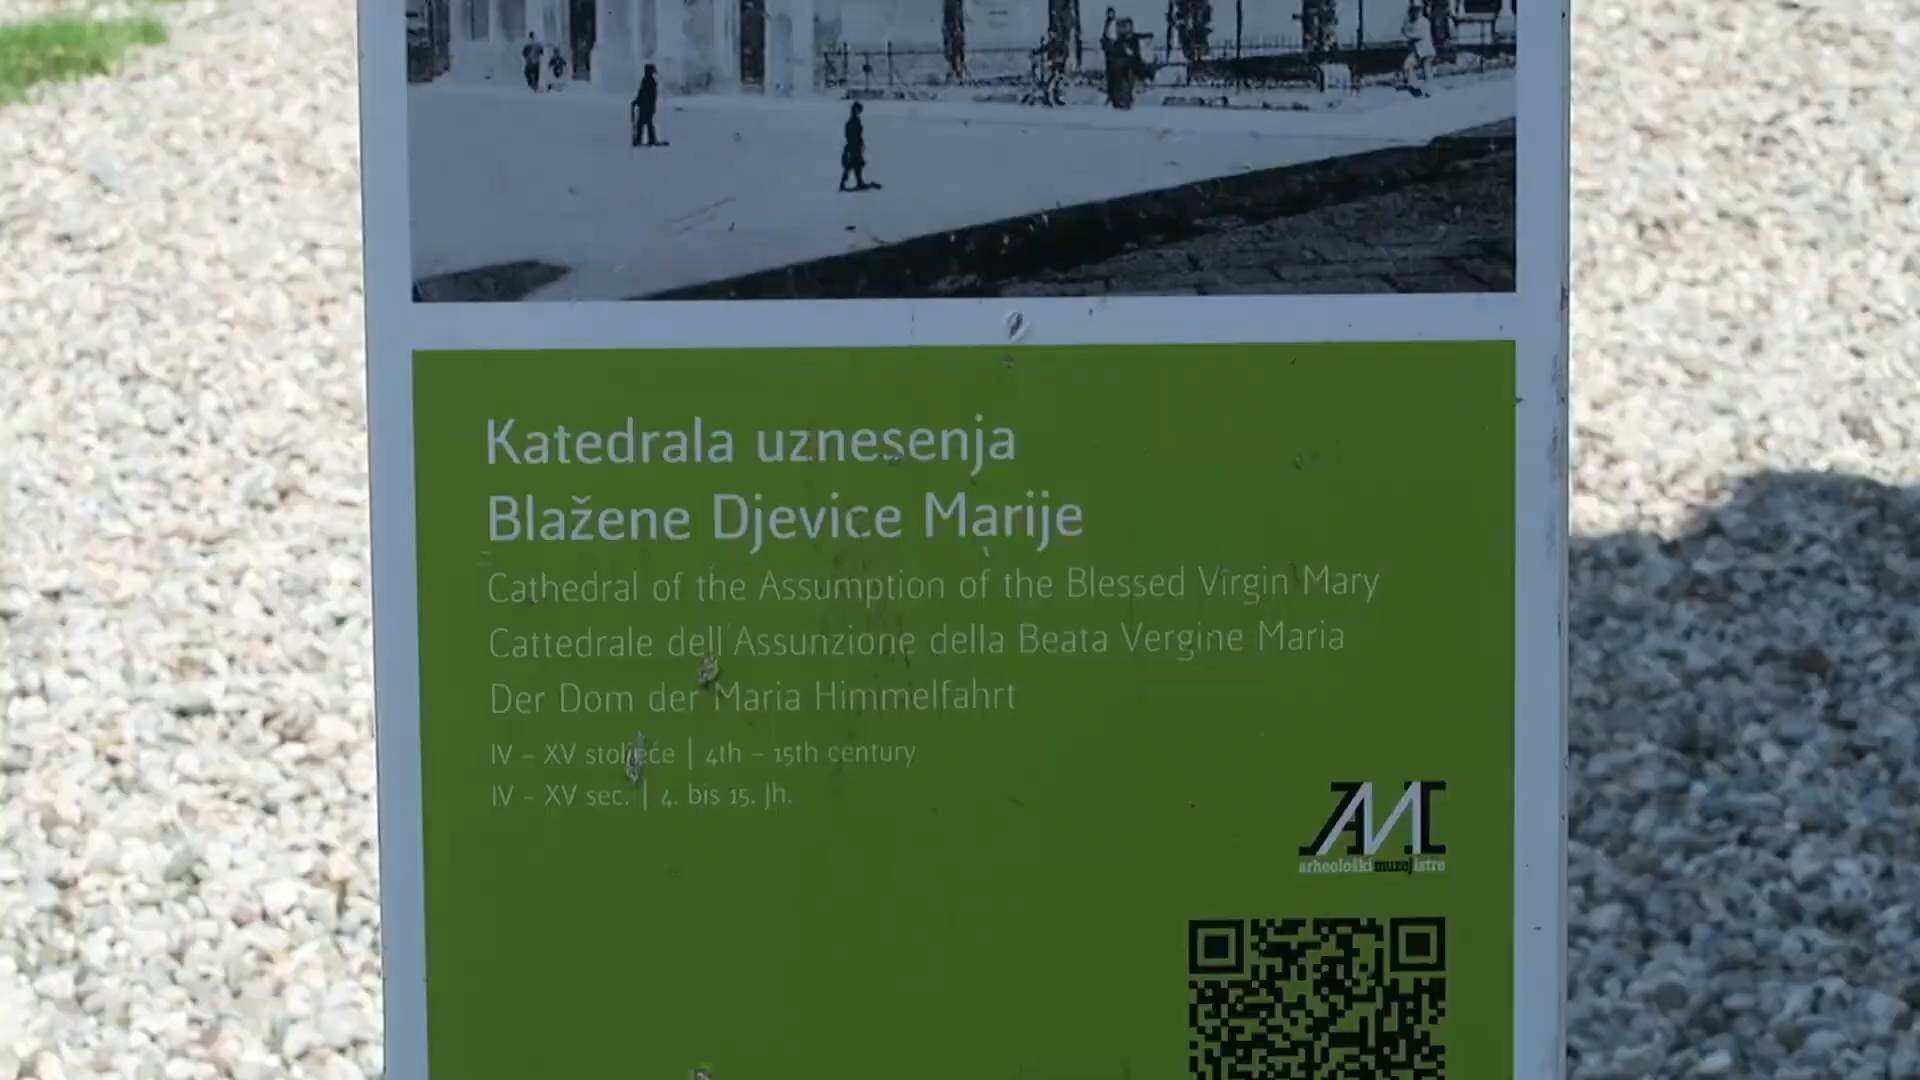 Katedrala uznesenja
Blažene Djevice Marije
Cathedral of the Assumption of the Blessed Virgin Mary
Cattedrale dell'Assunzione della Beata Vergine Maria
Der Dom der Maria Himmelfahrt
IV – XV stoljeće | 4th – 15th century
IV – XV sec. | 4. bis 15. Jh.
AMI
arheološki muzej istre